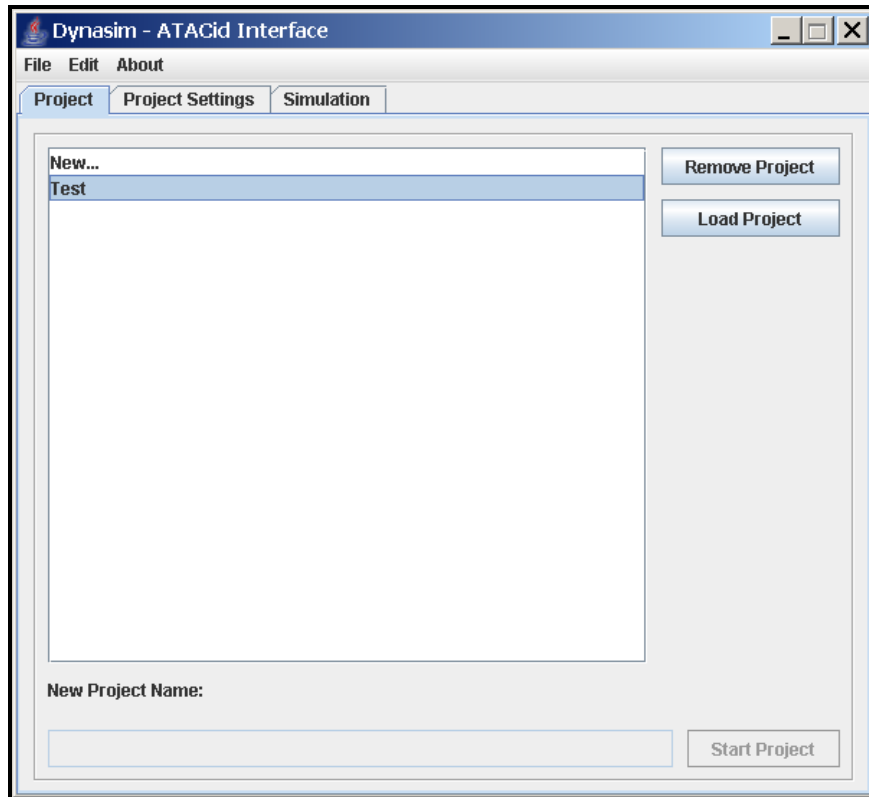 Dynasim - ATACid Interface
File Edit About
Project Project Settings Simulation
New...
Test
Remove Project
Load Project
New Project Name:
Start Project